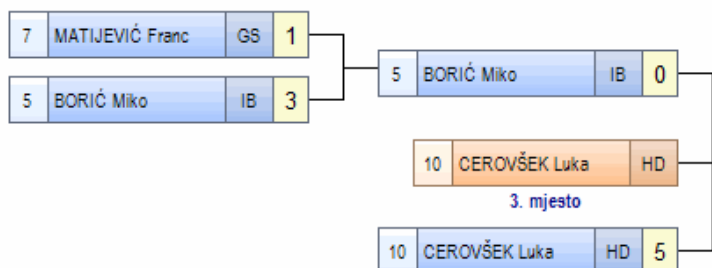 7 MATIJEVIĆ Franc GS 1
5 BORIĆ Miko IB 3
5 BORIĆ Miko IB 0
10 CEROVŠEK Luka HD
3. mjesto
10 CEROVŠEK Luka HD 5